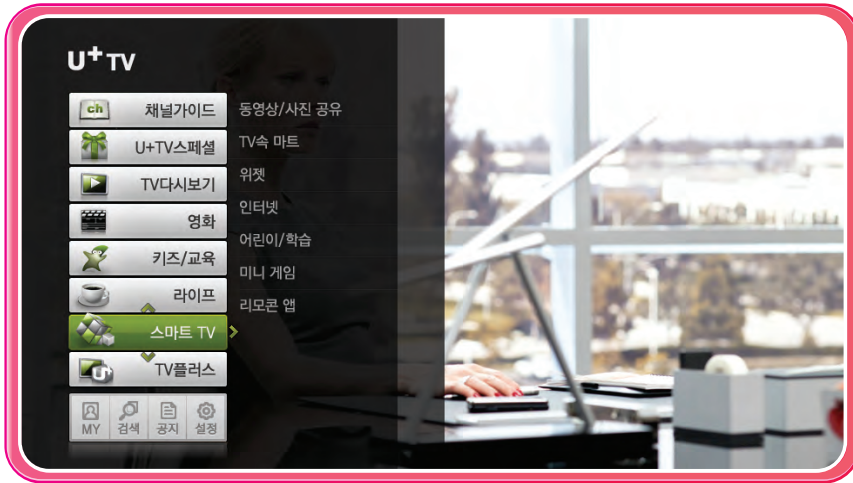 U+TV
ch 채널가이드
U+TV스페셜
TV다시보기
영화
키즈/교육
라이프
스마트 TV
U+ TV플러스
동영상/사진 공유
TV속 마트
위젯
인터넷
어린이/학습
미니 게임
리모콘 앱
MY 검색 공지 설정